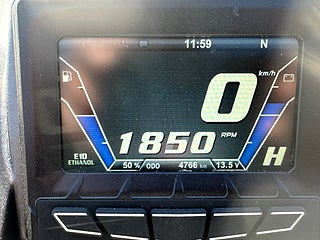 11:59 N
0 km/h
1850 RPM
E10
ETHANOL
50 % ODO 4766 km 13.5 V
H